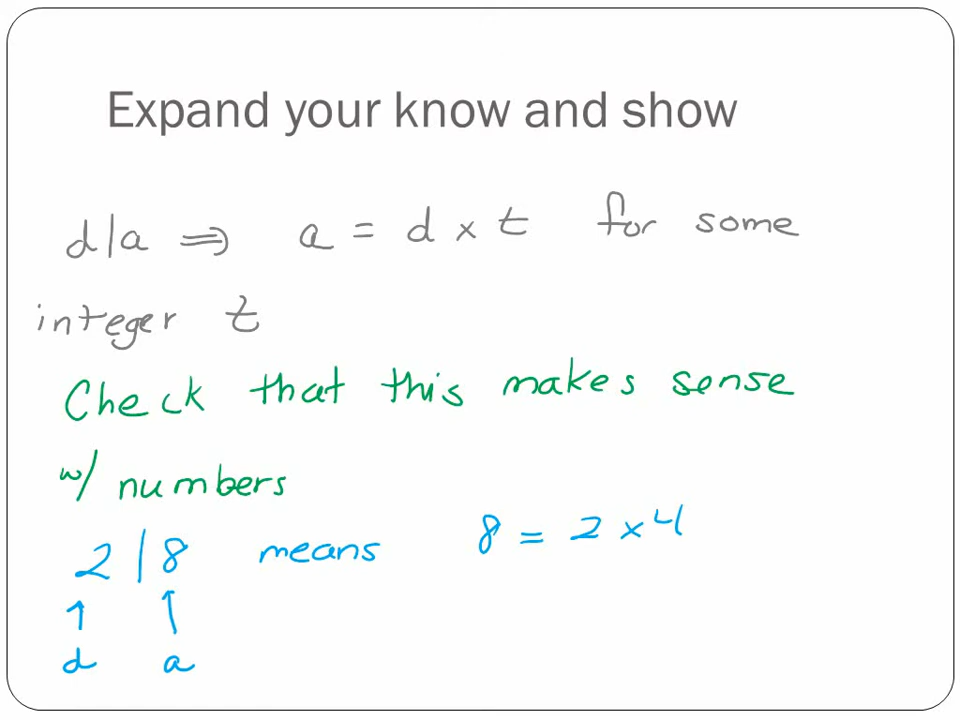 Expand your know and show
d|a ⇒ a = d × t for some
integer t
Check that this makes sense
w/ numbers
2 | 8 means 8 = 2 × 4
↑ ↑
d a